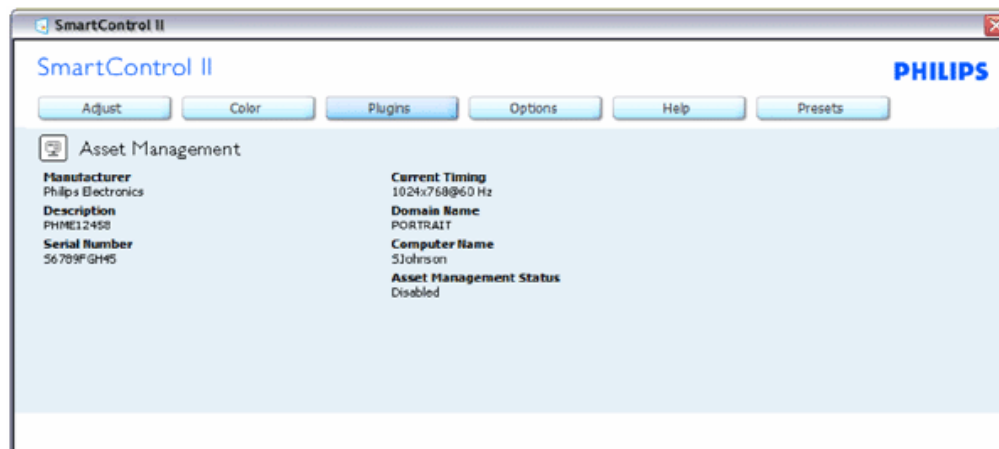 SmartControl II
SmartControl II
PHILIPS
Adjust Color Plugins Options Help Presets
Asset Management
Manufacturer
Philips Electronics
Description
PHME12458
Serial Number
56789FGH45
Current Timing
1024x768@60 Hz
Domain Name
PORTRAIT
Computer Name
SJohnson
Asset Management Status
Disabled